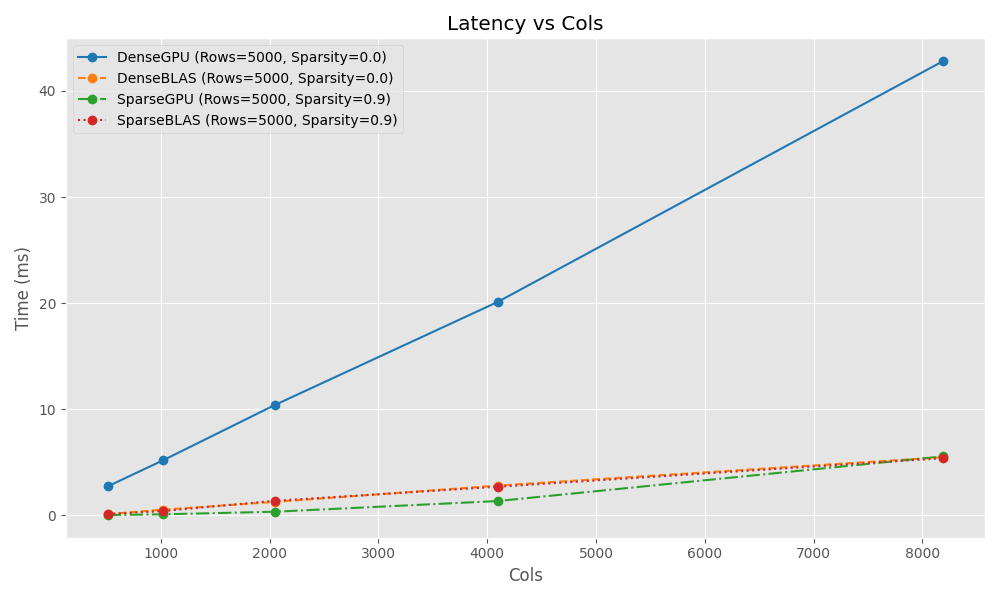 Latency vs Cols
DenseGPU (Rows=5000, Sparsity=0.0)
DenseBLAS (Rows=5000, Sparsity=0.0)
SparseGPU (Rows=5000, Sparsity=0.9)
SparseBLAS (Rows=5000, Sparsity=0.9)
Time (ms)
40
30
20
10
0
1000 2000 3000 4000 5000 6000 7000 8000
Cols